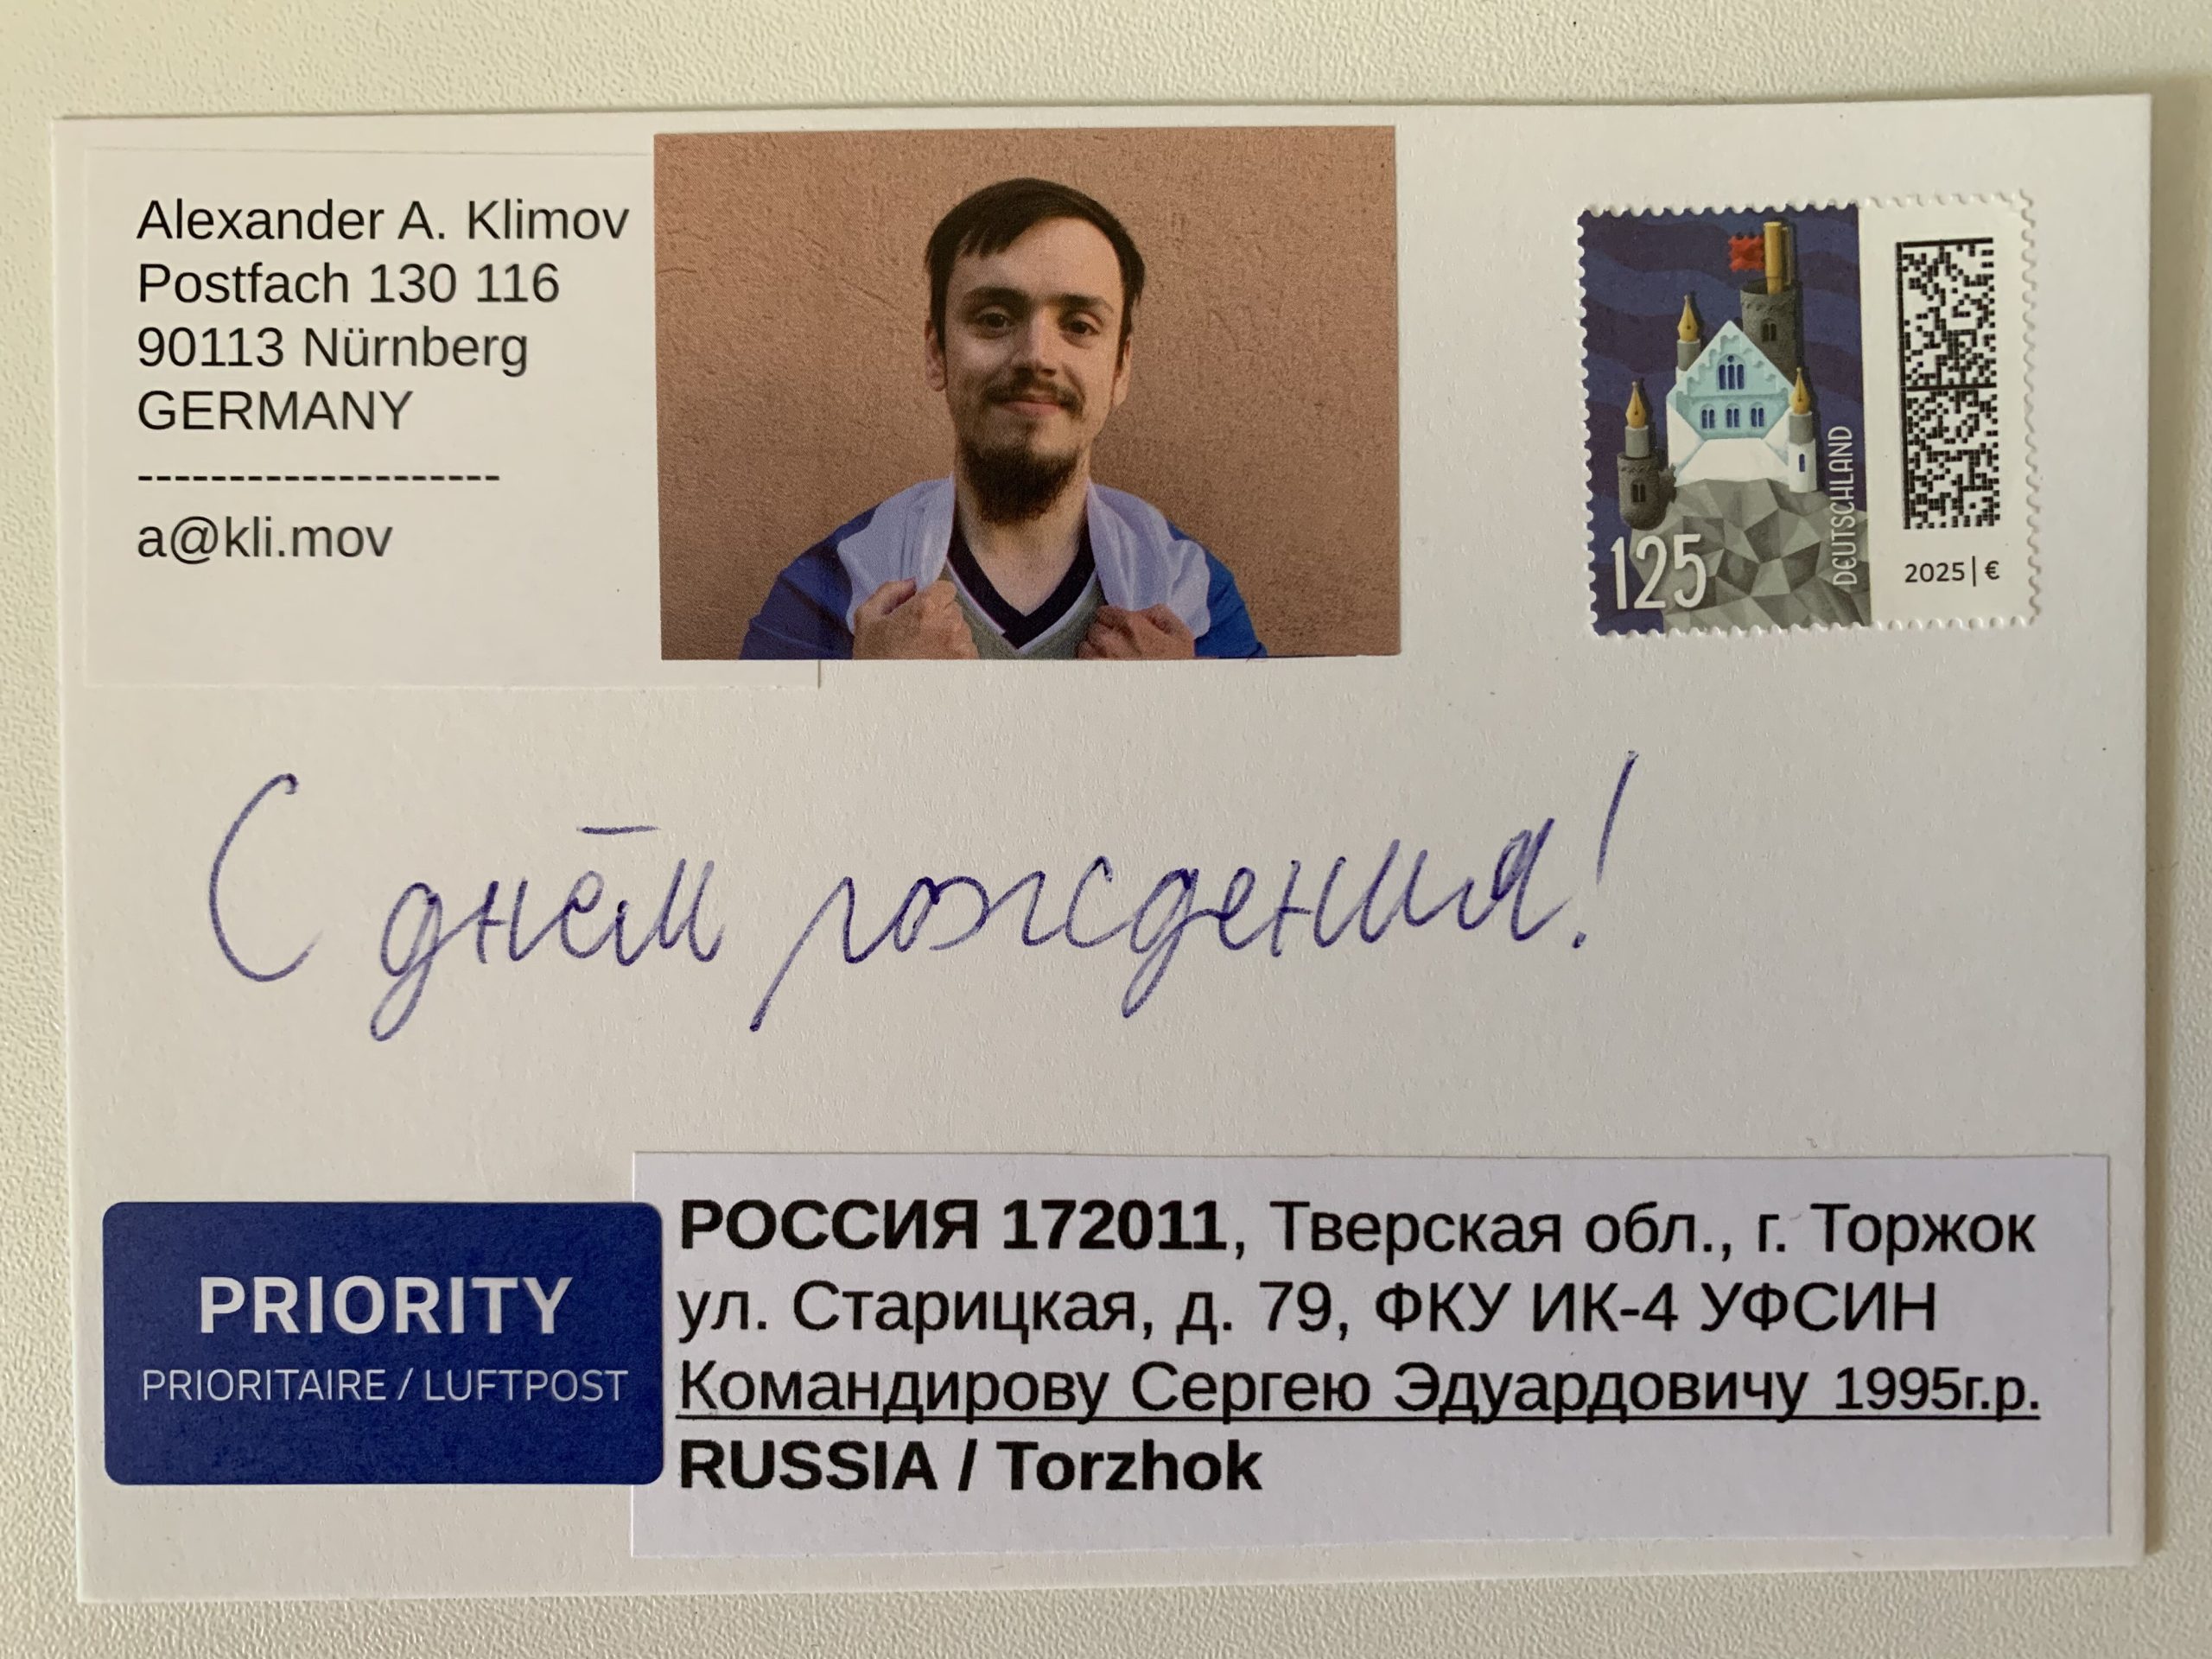 Alexander A. Klimov
Postfach 130 116
90113 Nürnberg
GERMANY
--------------------
a@kli.mov
125
DEUTSCHLAND
2025|€
С днём рождения!
PRIORITY
PRIORITAIRE / LUFTPOST
РОССИЯ 172011, Тверская обл., г. Торжок
ул. Старицкая, д. 79, ФКУ ИК-4 УФСИН
Командирову Сергею Эдуардовичу 1995г.р.
RUSSIA / Torzhok